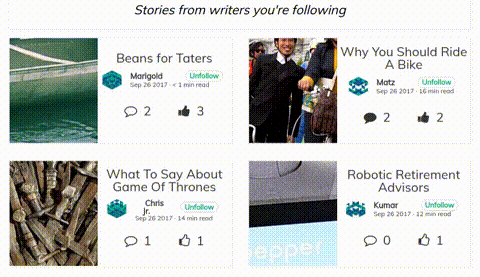 Stories from writers you're following
Beans for Taters
Marigold Unfollow
Sep 26 2017 · < 1 min read
2 3
Why You Should Ride
A Bike
Matz Unfollow
Sep 26 2017 · 16 min read
2 2
What To Say About
Game Of Thrones
Chris
Jr. Unfollow
Sep 26 2017 · 14 min read
1 1
Robotic Retirement
Advisors
Kumar Unfollow
Sep 26 2017 · 12 min read
0 1
epper